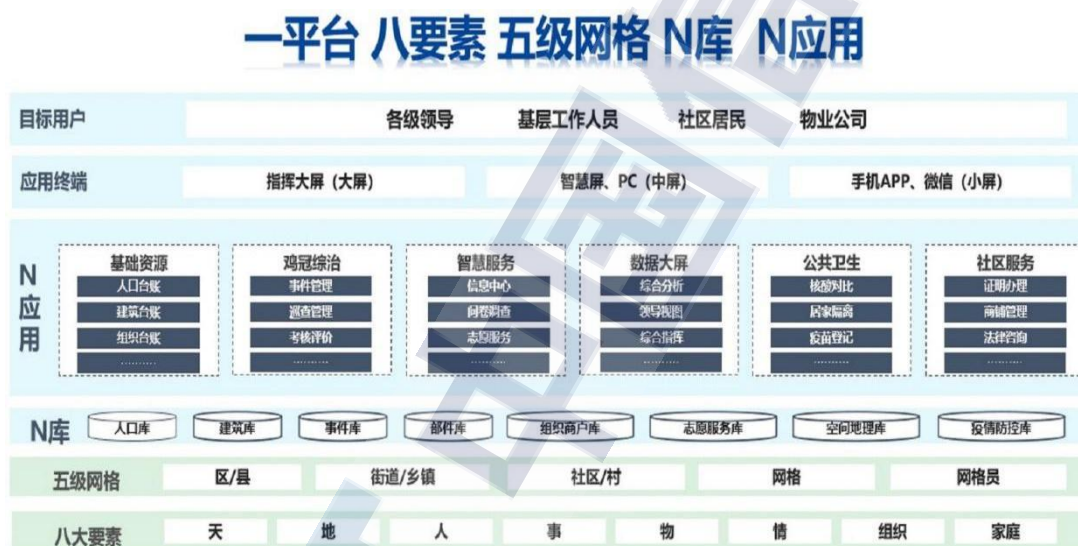 一平台 八要素 五级网格 N库 N应用
目标用户 各级领导 基层工作人员 社区居民 物业公司
应用终端 指挥大屏（大屏） 智慧屏、PC（中屏） 手机APP、微信（小屏）
N应用
基础资源 鸡冠综治 智慧服务 数据大屏 公共卫生 社区服务
人口台账 事件管理 信息中心 综合分析 核酸对比 证明办理
建筑台账 巡查管理 问卷调查 领导视图 居家隔离 商铺管理
组织台账 考核评价 志愿服务 综合指挥 疫苗登记 法律咨询
.......... .......... .......... .......... .......... ..........
N库 人口库 建筑库 事件库 部件库 组织商户库 志愿服务库 空间地理库 疫情防控库
五级网格 区/县 街道/乡镇 社区/村 网格 网格员
八大要素 天 地 人 事 物 情 组织 家庭